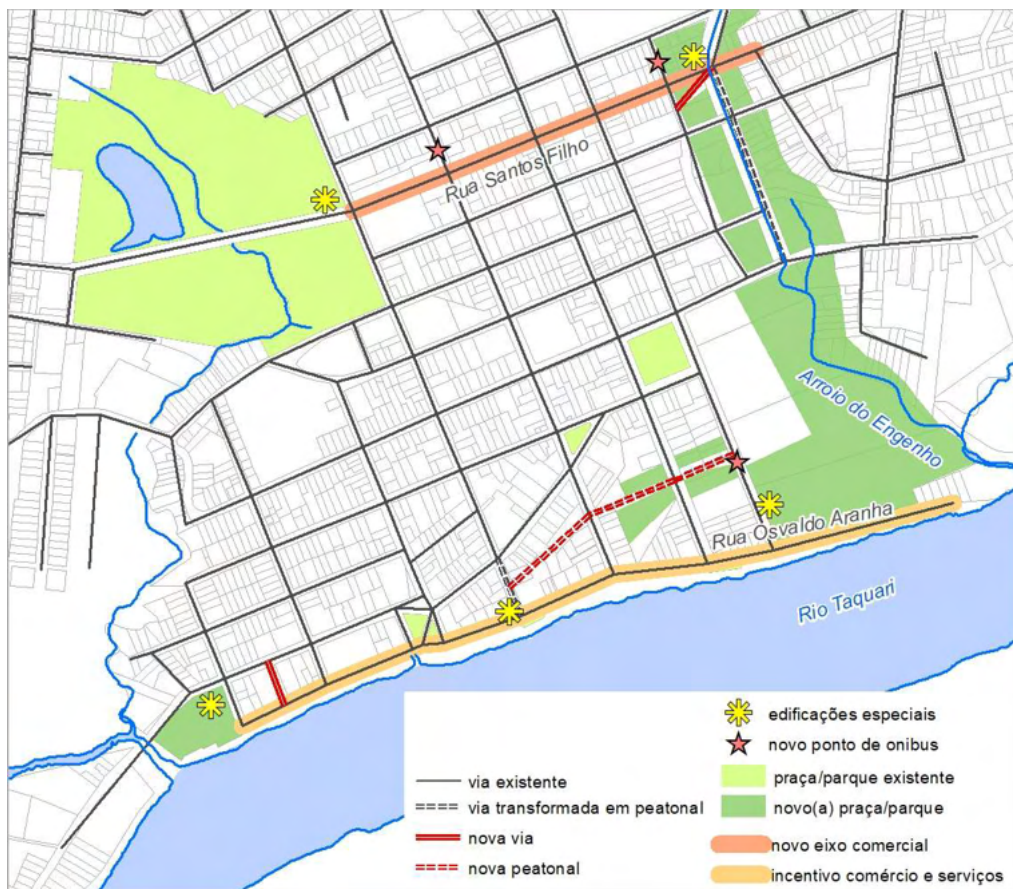 Rua Santos Filho
Arroio do Engenho
Rua Osvaldo Aranha
Rio Taquari
edificações especiais
novo ponto de onibus
via existente
praça/parque existente
via transformada em peatonal
novo(a) praça/parque
nova via
novo eixo comercial
nova peatonal
incentivo comércio e serviços